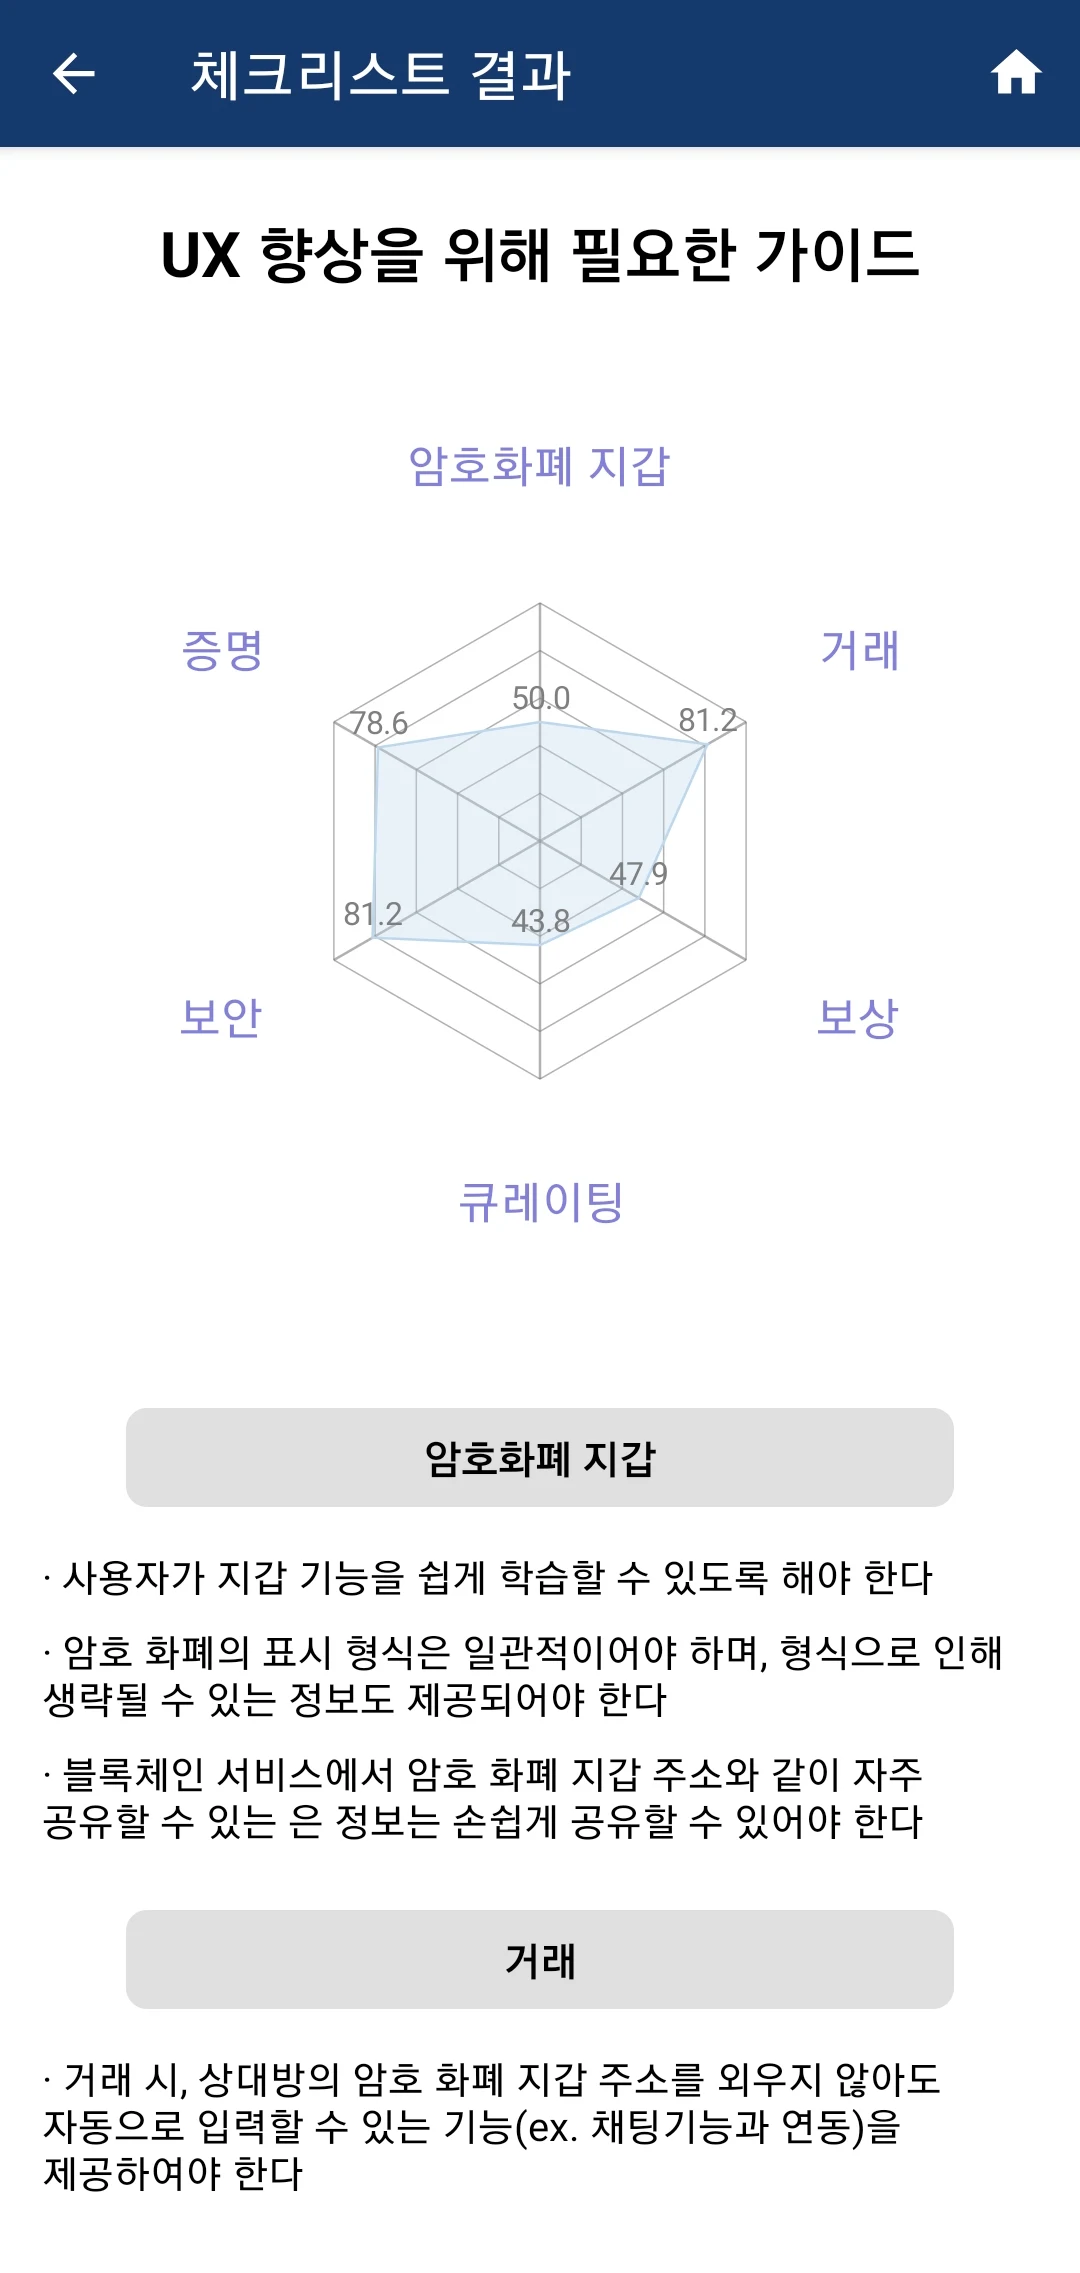 체크리스트 결과
UX 향상을 위해 필요한 가이드
암호화폐 지갑
증명
거래
50.0
78.6
81.2
47.9
81.2
43.8
보안
보상
큐레이팅
암호화폐 지갑
· 사용자가 지갑 기능을 쉽게 학습할 수 있도록 해야 한다
· 암호 화폐의 표시 형식은 일관적이어야 하며, 형식으로 인해
생략될 수 있는 정보도 제공되어야 한다
· 블록체인 서비스에서 암호 화폐 지갑 주소와 같이 자주
공유할 수 있는 은 정보는 손쉽게 공유할 수 있어야 한다
거래
· 거래 시, 상대방의 암호 화폐 지갑 주소를 외우지 않아도
자동으로 입력할 수 있는 기능(ex. 채팅기능과 연동)을
제공하여야 한다